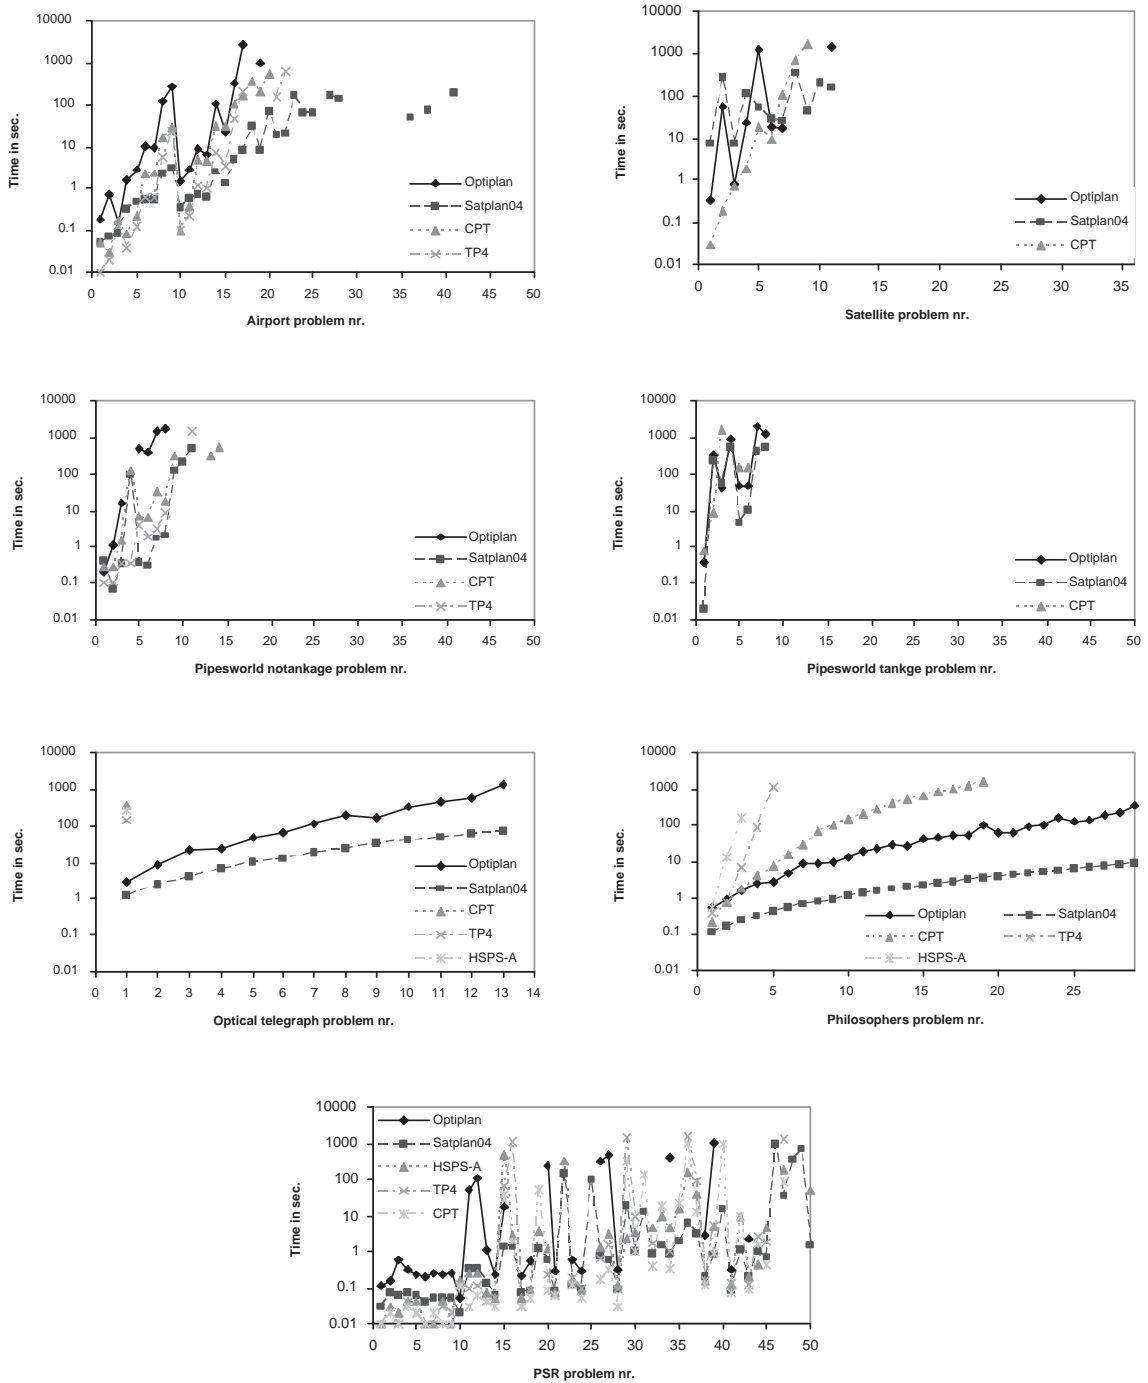 10000
1000
100
10
1
0.1
0.01
Time in sec.
Optiplan
Satplan04
CPT
TP4
0 5 10 15 20 25 30 35 40 45 50
Airport problem nr.
10000
1000
100
10
1
0.1
0.01
Time in sec.
Optiplan
Satplan04
CPT
0 5 10 15 20 25 30 35
Satellite problem nr.
10000
1000
100
10
1
0.1
0.01
Time in sec.
Optiplan
Satplan04
CPT
TP4
0 5 10 15 20 25 30 35 40 45 50
Pipesworld notankage problem nr.
10000
1000
100
10
1
0.1
0.01
Time in sec.
Optiplan
Satplan04
CPT
0 5 10 15 20 25 30 35 40 45 50
Pipesworld tankge problem nr.
10000
1000
100
10
1
0.1
0.01
Time in sec.
Optiplan
Satplan04
CPT
TP4
HSPS-A
0 1 2 3 4 5 6 7 8 9 10 11 12 13 14
Optical telegraph problem nr.
10000
1000
100
10
1
0.1
0.01
Time in sec.
Optiplan Satplan04
CPT TP4
HSPS-A
0 5 10 15 20 25
Philosophers problem nr.
10000
1000
100
10
1
0.1
0.01
Time in sec.
Optiplan
Satplan04
HSPS-A
TP4
CPT
0 5 10 15 20 25 30 35 40 45 50
PSR problem nr.